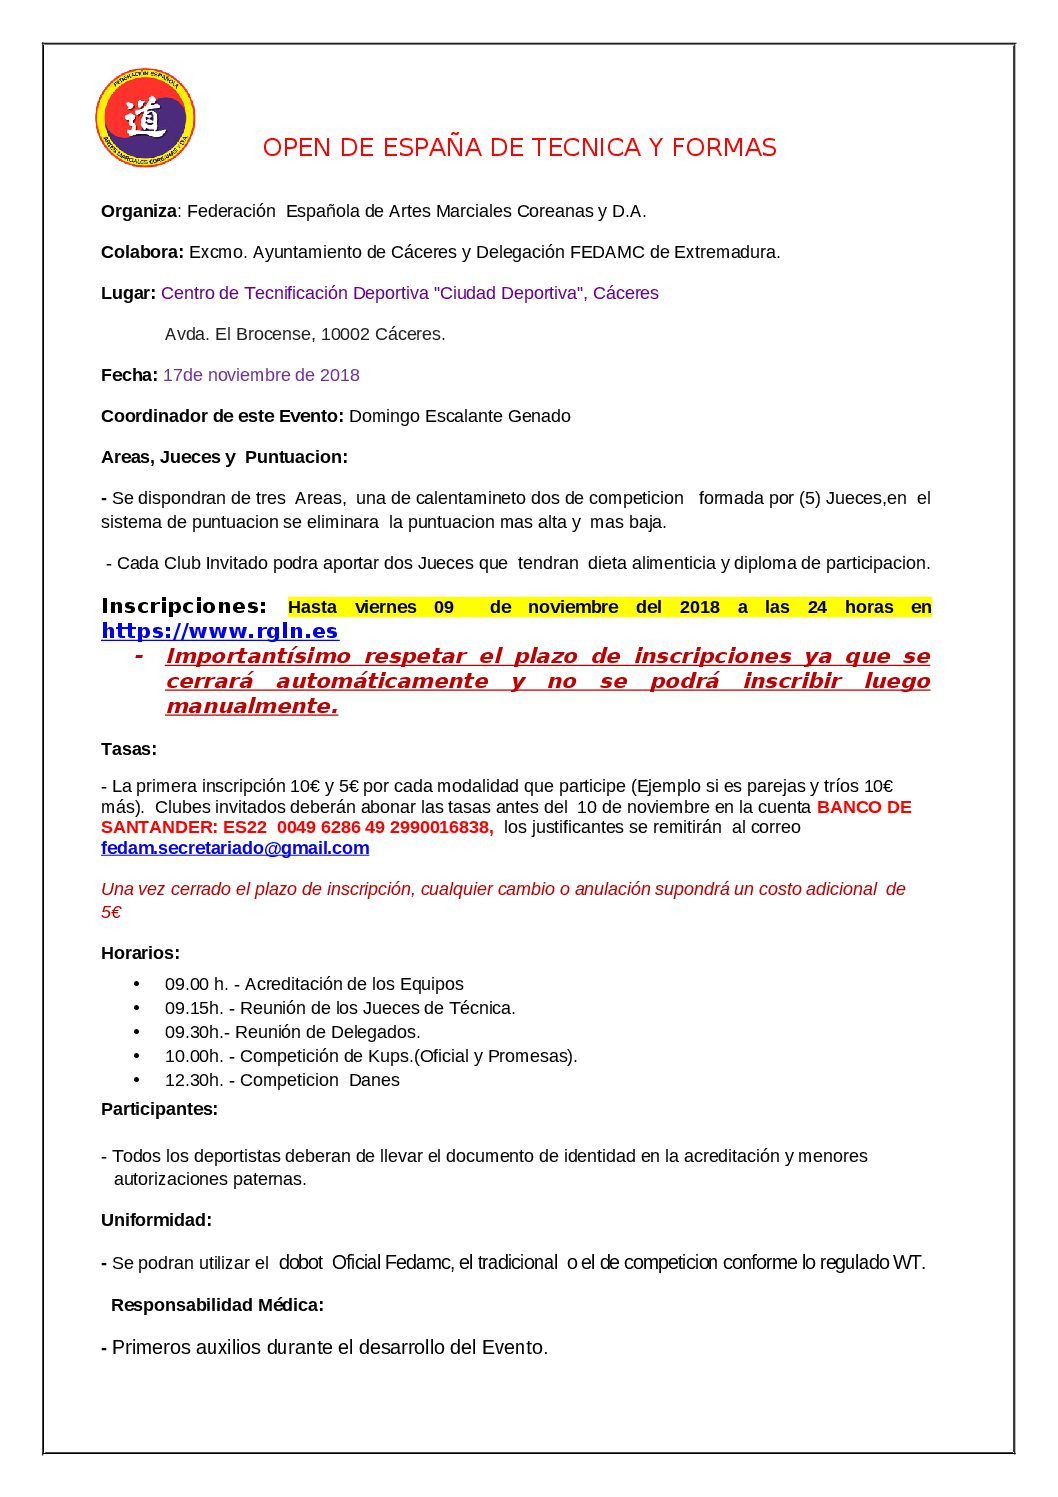 FEDERACIÓN ESPAÑOLA
道
ARTES MARCIALES COREANAS Y D.A.
OPEN DE ESPAÑA DE TECNICA Y FORMAS
Organiza: Federación  Española de Artes Marciales Coreanas y D.A.
Colabora: Excmo. Ayuntamiento de Cáceres y Delegación FEDAMC de Extremadura.
Lugar: Centro de Tecnificación Deportiva "Ciudad Deportiva", Cáceres
Avda. El Brocense, 10002 Cáceres.
Fecha: 17de noviembre de 2018
Coordinador de este Evento: Domingo Escalante Genado
Areas, Jueces y  Puntuacion:
- Se dispondran de tres  Areas,  una de calentamineto dos de competicion   formada por (5) Jueces,en  el
sistema de puntuacion se eliminara  la puntuacion mas alta y  mas baja.
- Cada Club Invitado podra aportar dos Jueces que  tendran  dieta alimenticia y diploma de participacion.
Inscripciones: Hasta viernes 09  de noviembre del 2018 a las 24 horas en
https://www.rgln.es
- Importantísimo respetar el plazo de inscripciones ya que se
cerrará automáticamente y no se podrá inscribir luego
manualmente.
Tasas:
- La primera inscripción 10€ y 5€ por cada modalidad que participe (Ejemplo si es parejas y tríos 10€
más).  Clubes invitados deberán abonar las tasas antes del  10 de noviembre en la cuenta BANCO DE
SANTANDER: ES22  0049 6286 49 2990016838,  los justificantes se remitirán  al correo
fedam.secretariado@gmail.com
Una vez cerrado el plazo de inscripción, cualquier cambio o anulación supondrá un costo adicional  de
5€
Horarios:
• 09.00 h. - Acreditación de los Equipos
• 09.15h. - Reunión de los Jueces de Técnica.
• 09.30h.- Reunión de Delegados.
• 10.00h. - Competición de Kups.(Oficial y Promesas).
• 12.30h. - Competicion  Danes
Participantes:
- Todos los deportistas deberan de llevar el documento de identidad en la acreditación y menores
autorizaciones paternas.
Uniformidad:
- Se podran utilizar el  dobot  Oficial Fedamc, el tradicional  o el de competicion conforme lo regulado WT.
Responsabilidad Médica:
- Primeros auxilios durante el desarrollo del Evento.